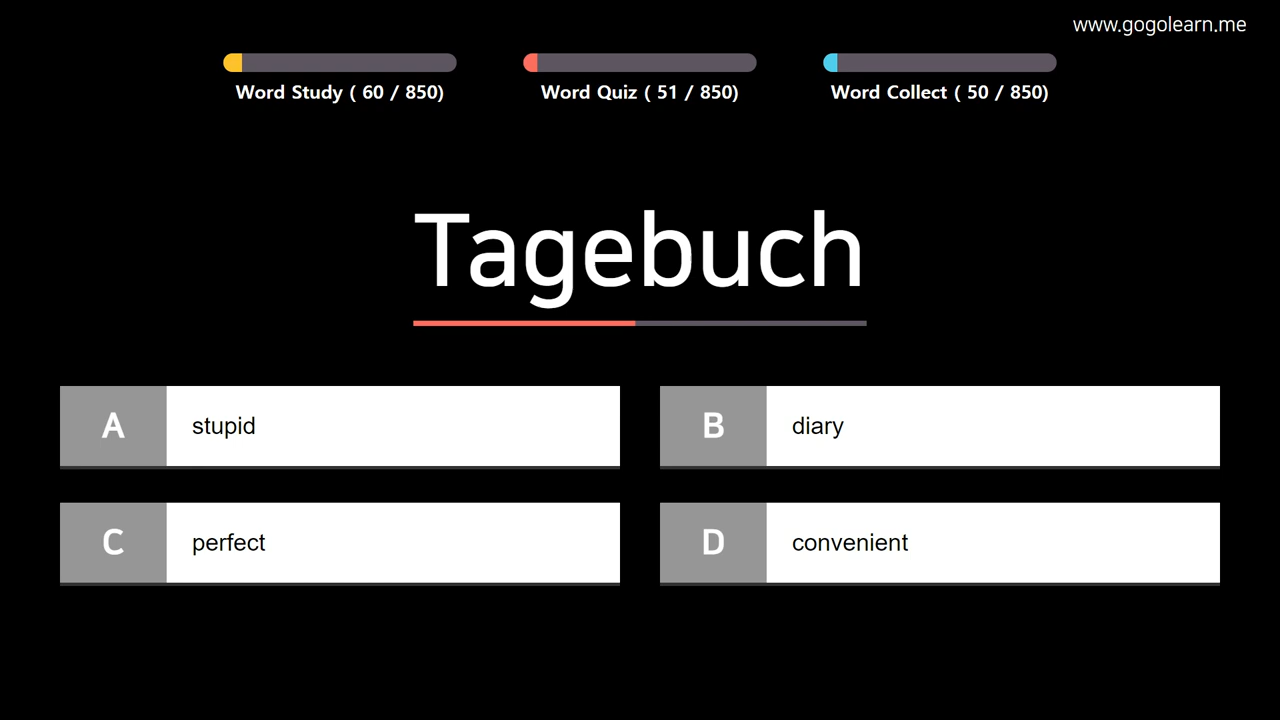 www.gogolearn.me
Word Study ( 60 / 850)
Word Quiz ( 51 / 850)
Word Collect ( 50 / 850)
Tagebuch
A stupid
B diary
C perfect
D convenient